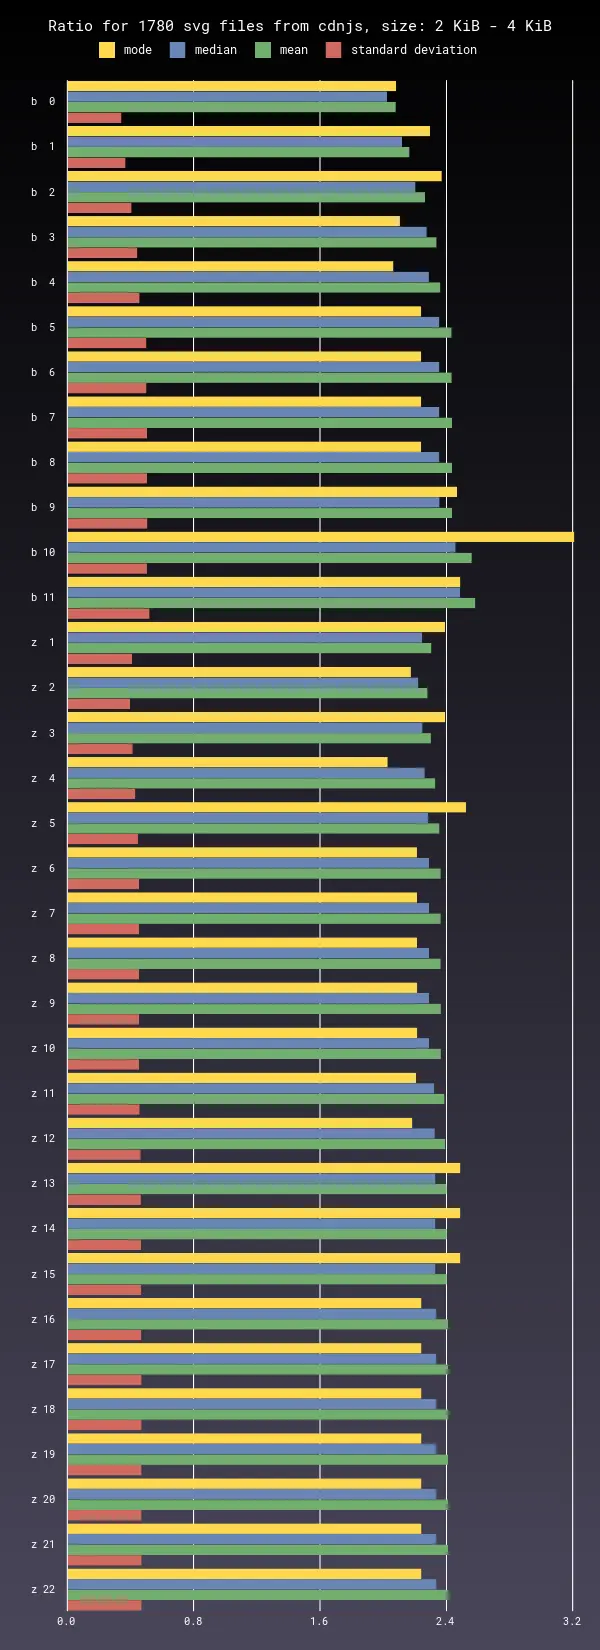 Ratio for 1780 svg files from cdnjs, size: 2 KiB - 4 KiB
mode median mean standard deviation
b 0
b 1
b 2
b 3
b 4
b 5
b 6
b 7
b 8
b 9
b 10
b 11
z 1
z 2
z 3
z 4
z 5
z 6
z 7
z 8
z 9
z 10
z 11
z 12
z 13
z 14
z 15
z 16
z 17
z 18
z 19
z 20
z 21
z 22
0.0 0.8 1.6 2.4 3.2